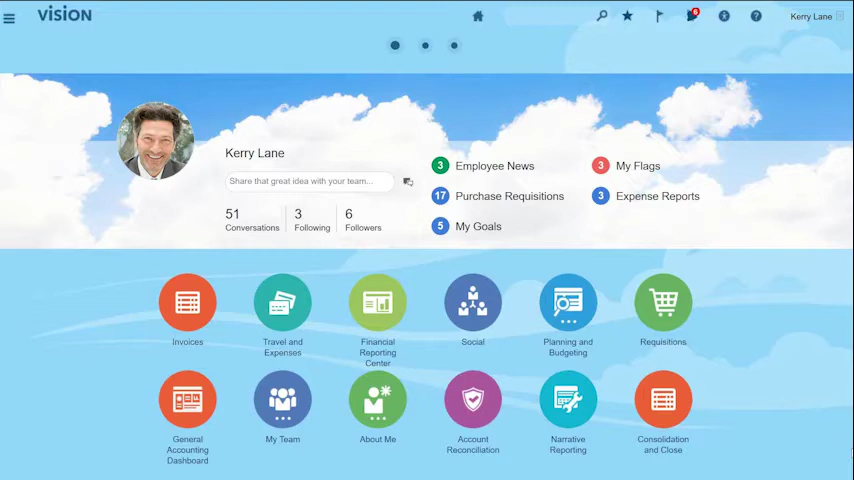 vision
6
Kerry Lane
Kerry Lane
Share that great idea with your team...
51
Conversations
3
Following
6
Followers
3 Employee News
3 My Flags
17 Purchase Requisitions
3 Expense Reports
5 My Goals
Invoices
Travel and
Expenses
Financial
Reporting
Center
Social
Planning and
Budgeting
Requisitions
General
Accounting
Dashboard
My Team
About Me
Account
Reconciliation
Narrative
Reporting
Consolidation
and Close